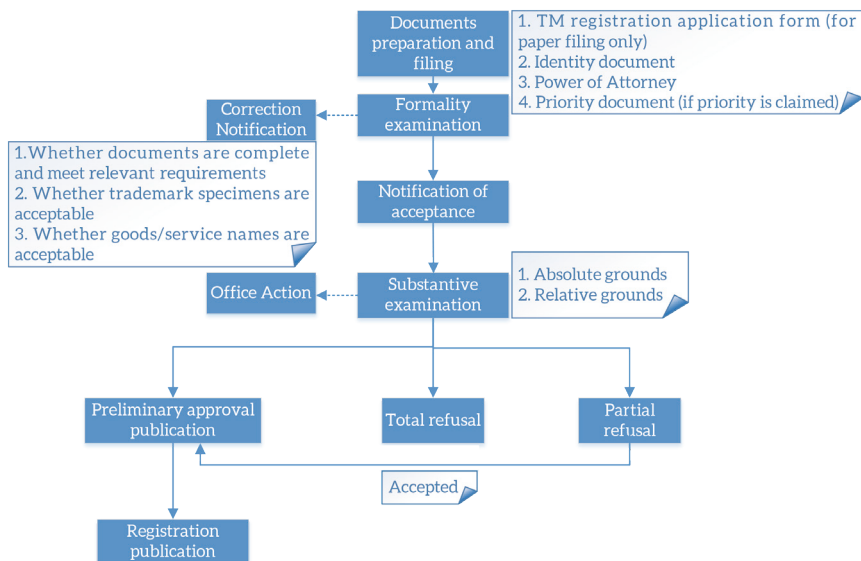 Documents
preparation and
filing
1. TM registration application form (for
paper filing only)
2. Identity document
3. Power of Attorney
4. Priority document (if priority is claimed)
Correction
Notification
Formality
examination
1.Whether documents are complete
and meet relevant requirements
2. Whether trademark specimens are
acceptable
3. Whether goods/service names are
acceptable
Notification of
acceptance
Office Action
Substantive
examination
1. Absolute grounds
2. Relative grounds
Preliminary approval
publication
Total refusal
Partial
refusal
Accepted
Registration
publication